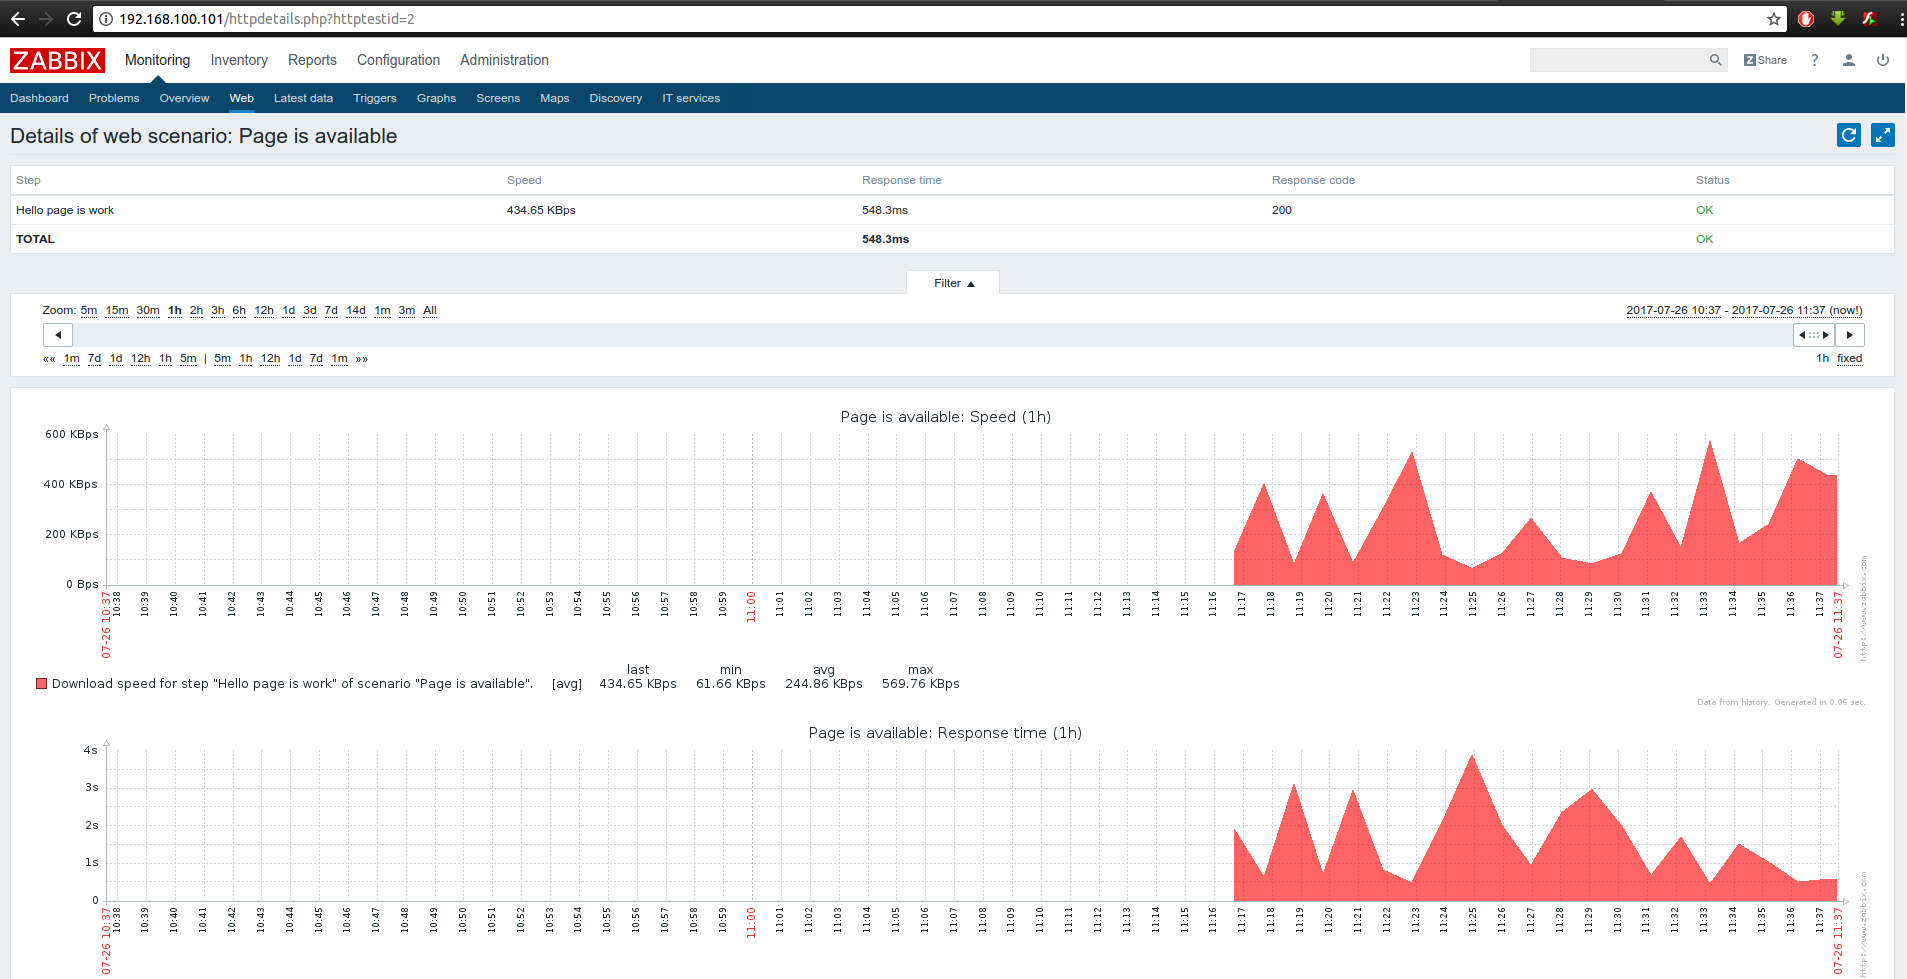 192.168.100.101/httpdetails.php?httptestid=2
ZABBIX Monitoring Inventory Reports Configuration Administration Z Share ?
Dashboard Problems Overview Web Latest data Triggers Graphs Screens Maps Discovery IT services
Details of web scenario: Page is available
Step Speed Response time Response code Status
Hello page is work 434.65 KBps 548.3ms 200 OK
TOTAL 548.3ms OK
Filter ▲
Zoom: 5m 15m 30m 1h 2h 3h 6h 12h 1d 3d 7d 14d 1m 3m All 2017-07-26 10:37 - 2017-07-26 11:37 (now!)
«« 1m 7d 1d 12h 1h 5m | 5m 1h 12h 1d 7d 1m »» 1h fixed
Page is available: Speed (1h)
600 KBps
400 KBps
200 KBps
0 Bps
07-26 10:37 10:38 10:39 10:40 10:41 10:42 10:43 10:44 10:45 10:46 10:47 10:48 10:49 10:50 10:51 10:52 10:53 10:54 10:55 10:56 10:57 10:58 10:59 11:00 11:01 11:02 11:03 11:04 11:05 11:06 11:07 11:08 11:09 11:10 11:11 11:12 11:13 11:14 11:15 11:16 11:17 11:18 11:19 11:20 11:21 11:22 11:23 11:24 11:25 11:26 11:27 11:28 11:29 11:30 11:31 11:32 11:33 11:34 11:35 11:36 11:37 07-26 11:37
http://www.zabbix.com
last min avg max
Download speed for step "Hello page is work" of scenario "Page is available". [avg] 434.65 KBps 61.66 KBps 244.86 KBps 569.76 KBps
Data from history. Generated in 0.06 sec.
Page is available: Response time (1h)
4s
3s
2s
1s
0
07-26 10:37 10:38 10:39 10:40 10:41 10:42 10:43 10:44 10:45 10:46 10:47 10:48 10:49 10:50 10:51 10:52 10:53 10:54 10:55 10:56 10:57 10:58 10:59 11:00 11:01 11:02 11:03 11:04 11:05 11:06 11:07 11:08 11:09 11:10 11:11 11:12 11:13 11:14 11:15 11:16 11:17 11:18 11:19 11:20 11:21 11:22 11:23 11:24 11:25 11:26 11:27 11:28 11:29 11:30 11:31 11:32 11:33 11:34 11:35 11:36 11:37 07-26 11:37
http://www.zabbix.com